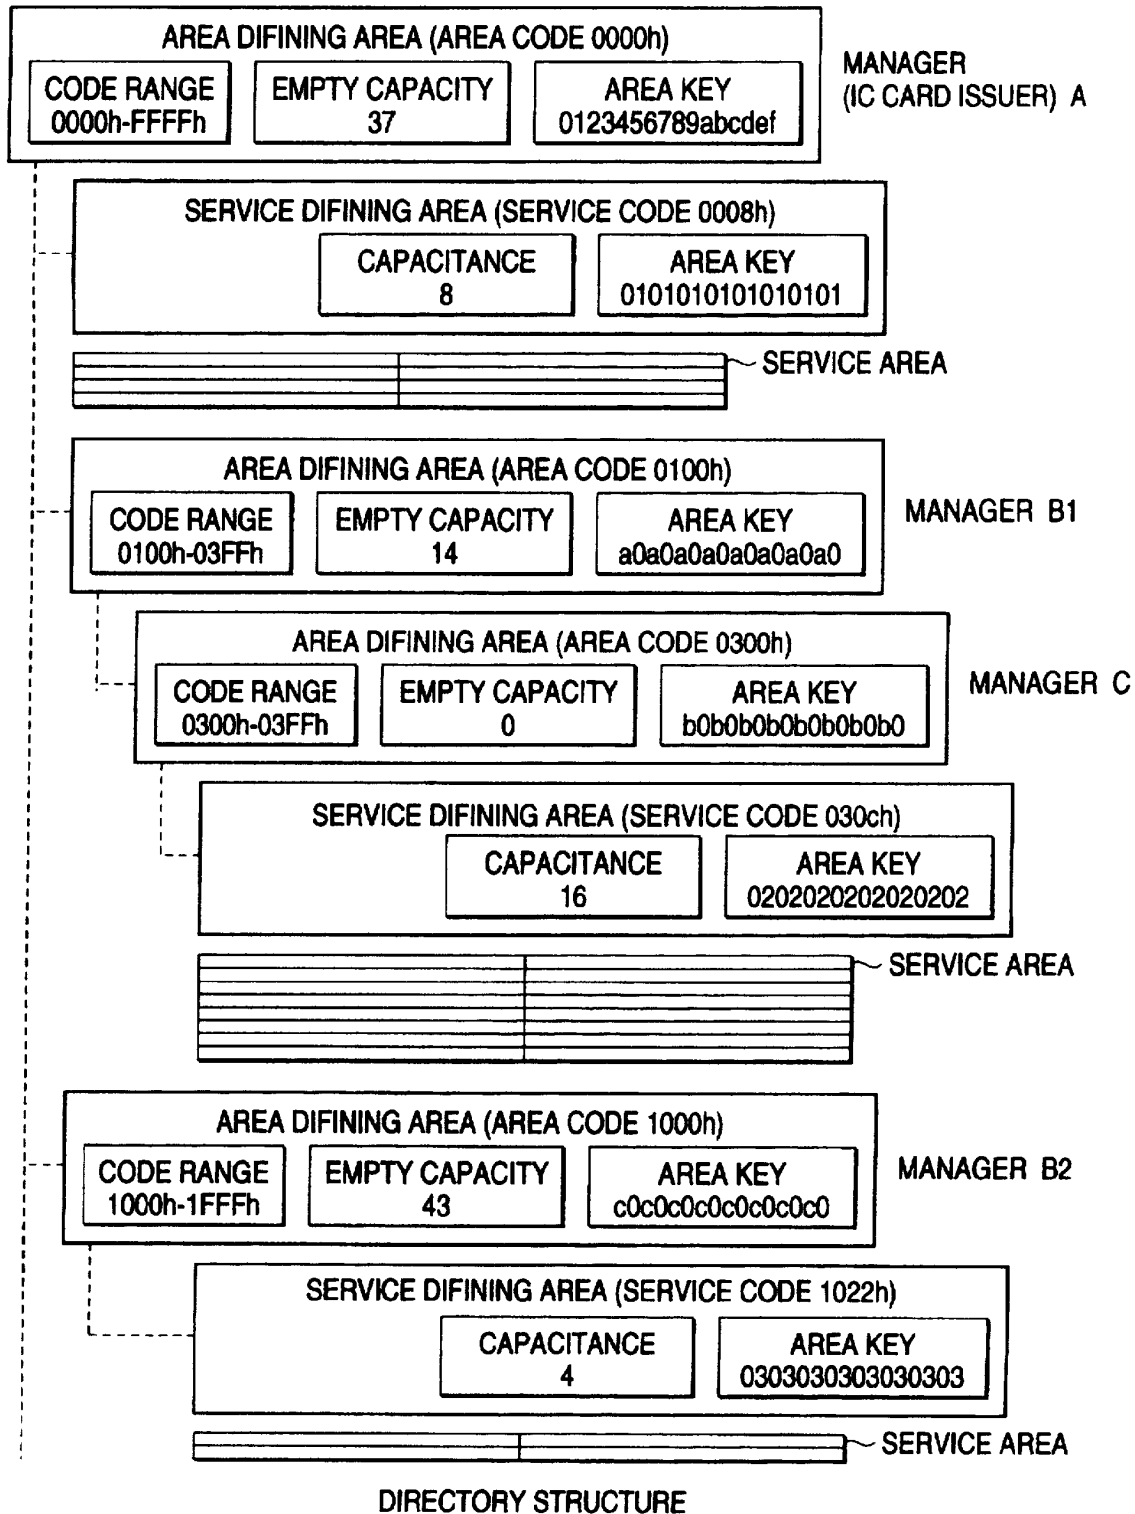 AREA DIFINING AREA (AREA CODE 0000h)
CODE RANGE
0000h-FFFFh
EMPTY CAPACITY
37
AREA KEY
0123456789abcdef
MANAGER
(IC CARD ISSUER) A
SERVICE DIFINING AREA (SERVICE CODE 0008h)
CAPACITANCE
8
AREA KEY
0101010101010101
SERVICE AREA
AREA DIFINING AREA (AREA CODE 0100h)
CODE RANGE
0100h-03FFh
EMPTY CAPACITY
14
AREA KEY
a0a0a0a0a0a0a0a0
MANAGER B1
AREA DIFINING AREA (AREA CODE 0300h)
CODE RANGE
0300h-03FFh
EMPTY CAPACITY
0
AREA KEY
b0b0b0b0b0b0b0b0
MANAGER C
SERVICE DIFINING AREA (SERVICE CODE 030ch)
CAPACITANCE
16
AREA KEY
0202020202020202
SERVICE AREA
AREA DIFINING AREA (AREA CODE 1000h)
CODE RANGE
1000h-1FFFh
EMPTY CAPACITY
43
AREA KEY
c0c0c0c0c0c0c0c0
MANAGER B2
SERVICE DIFINING AREA (SERVICE CODE 1022h)
CAPACITANCE
4
AREA KEY
0303030303030303
SERVICE AREA
DIRECTORY STRUCTURE